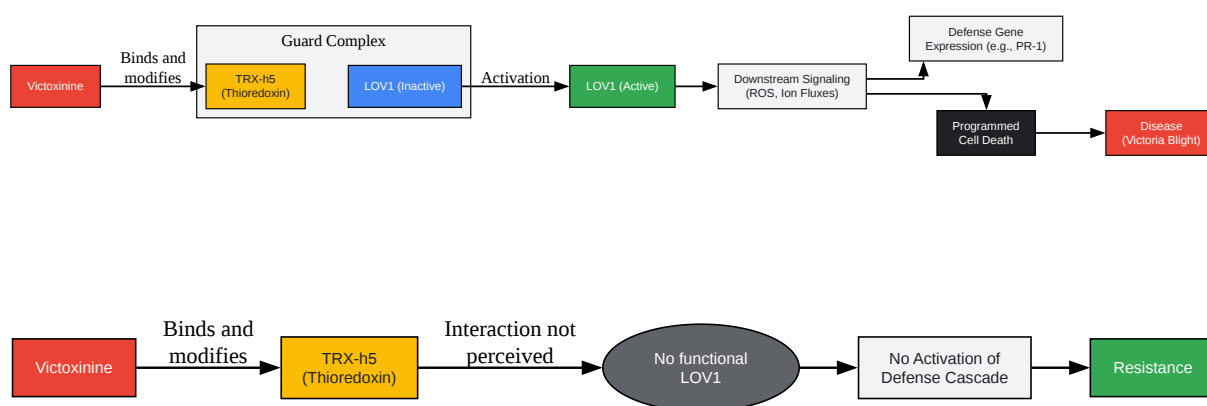 Guard Complex
Victoxinine
Binds and
modifies
TRX-h5
(Thioredoxin)
LOV1 (Inactive)
Activation
LOV1 (Active)
Downstream Signaling
(ROS, Ion Fluxes)
Defense Gene
Expression (e.g., PR-1)
Programmed
Cell Death
Disease
(Victoria Blight)
Victoxinine
Binds and
modifies
TRX-h5
(Thioredoxin)
Interaction not
perceived
No functional
LOV1
No Activation of
Defense Cascade
Resistance